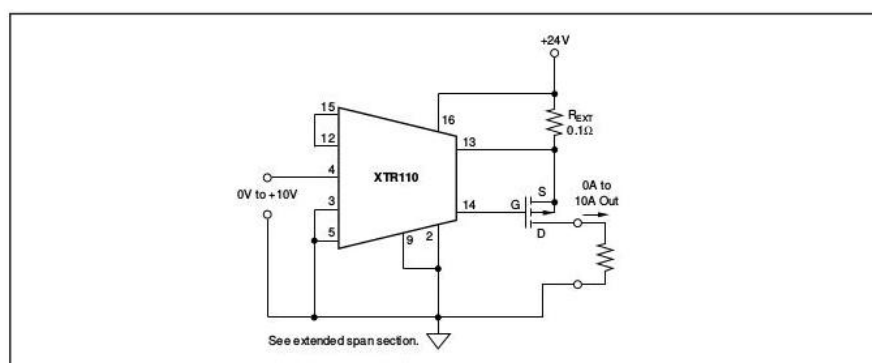 +24V
15
16
R_EXT
0.1Ω
12
13
4
XTR110
0V to +10V
3
14
G
S
0A to
10A Out
5
9
2
D
See extended span section.